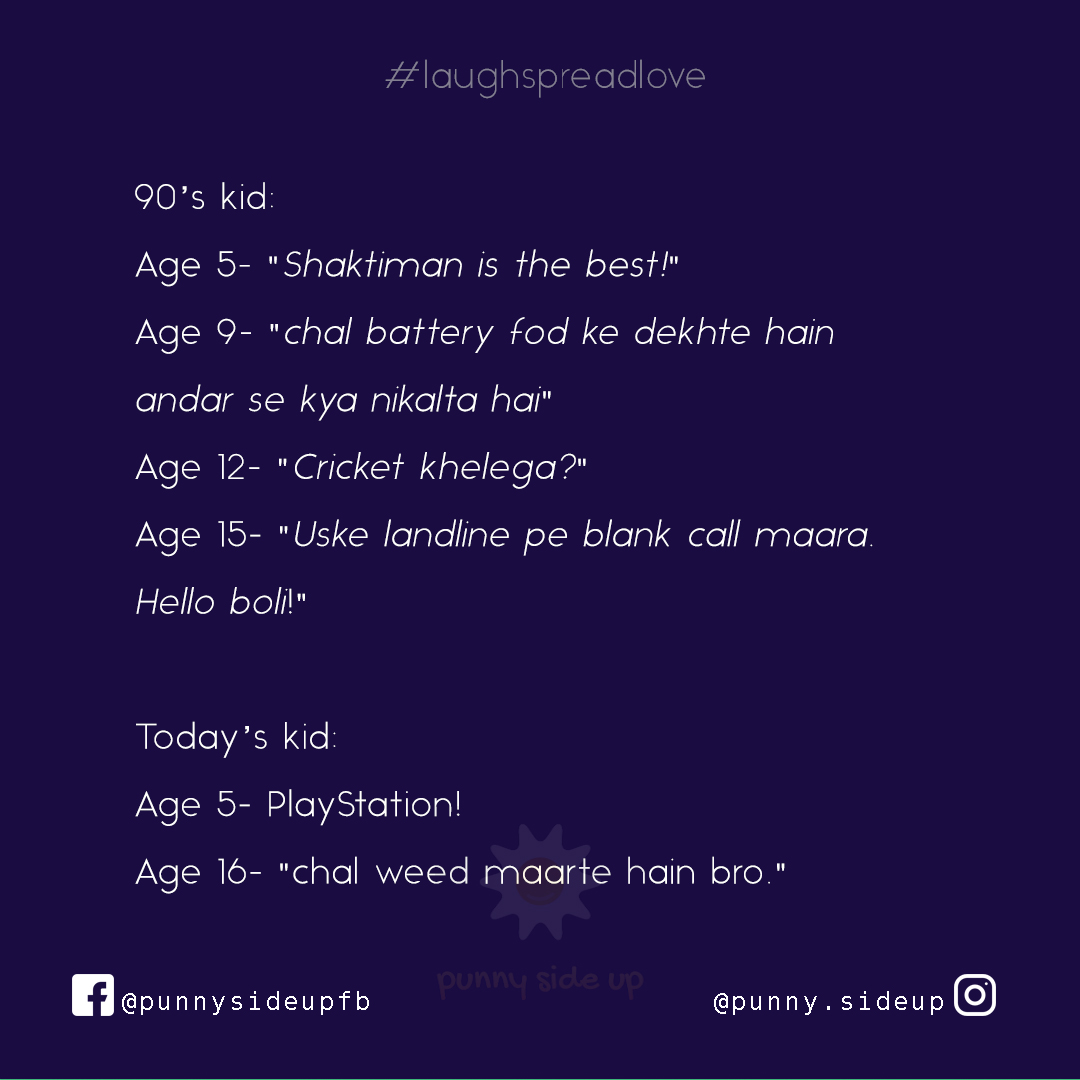 #laughspreadlove
90's kid:
Age 5- "Shaktiman is the best!"
Age 9- "chal battery fod ke dekhte hain
andar se kya nikalta hai"
Age 12- "Cricket khelega?"
Age 15- "Uske landline pe blank call maara.
Hello boli!"
Today's kid:
Age 5- PlayStation!
Age 16- "chal weed maarte hain bro."
punny side up
@punnysideupfb
@punny.sideup